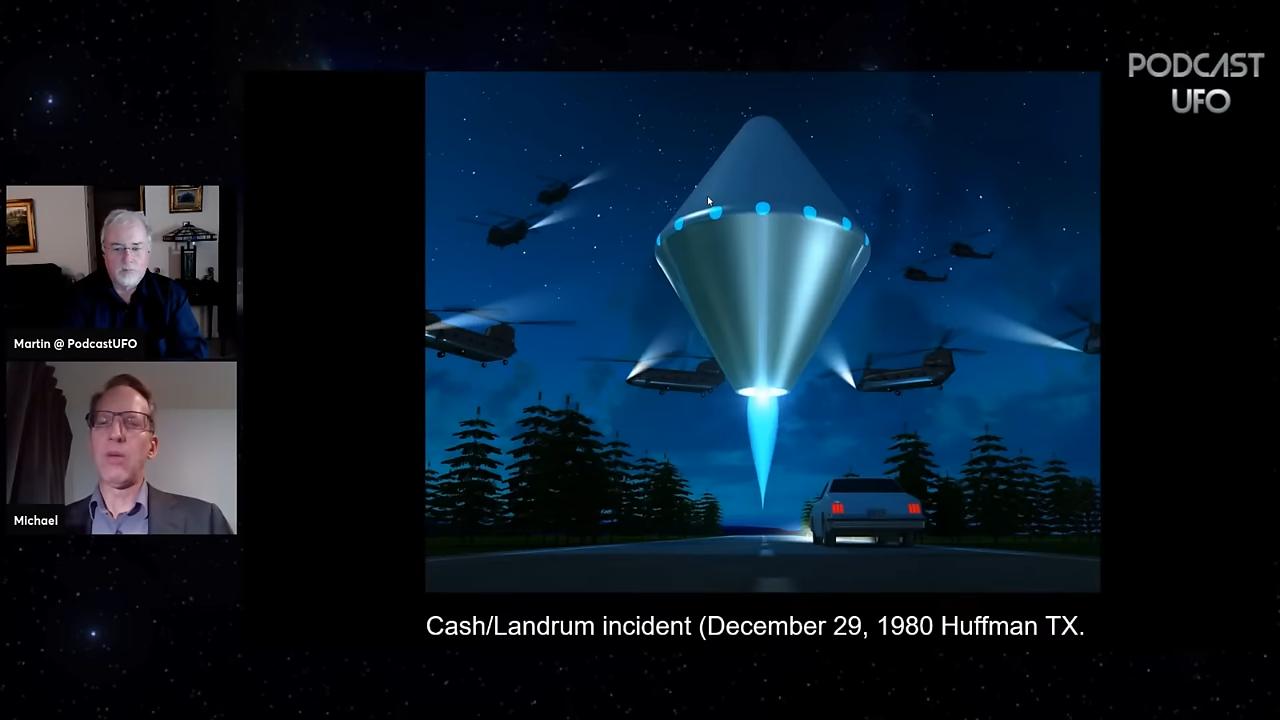 PODCAST
UFO
Martin @ PodcastUFO
Michael
Cash/Landrum incident (December 29, 1980 Huffman TX.